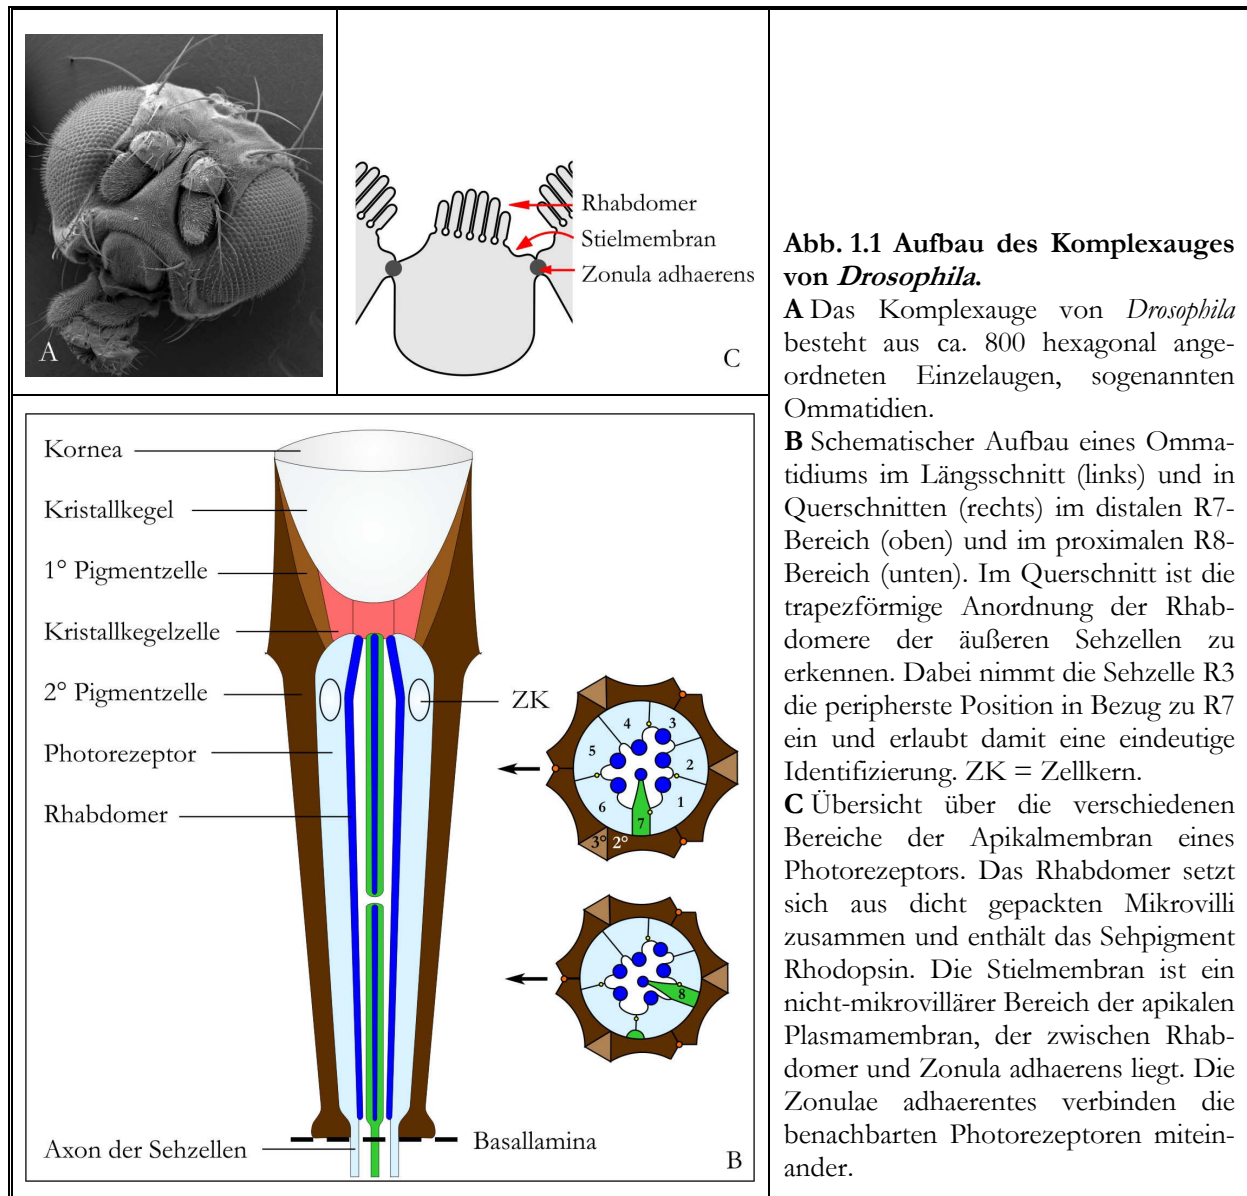 A
Rhabdomer
Stielmembran
Zonula adhaerens
C
Kornea
Kristallkegel
1° Pigmentzelle
Kristallkegelzelle
2° Pigmentzelle
Photorezeptor
Rhabdomer
Axon der Sehzellen
ZK
Basallamina
4
3
5
2
6
1
7
3°
2°
8
B
Abb. 1.1 Aufbau des Komplexauges
von Drosophila.
A Das Komplexauge von Drosophila
besteht aus ca. 800 hexagonal ange-
ordneten Einzelaugen, sogenannten
Ommatidien.
B Schematischer Aufbau eines Omma-
tidiums im Längsschnitt (links) und in
Querschnitten (rechts) im distalen R7-
Bereich (oben) und im proximalen R8-
Bereich (unten). Im Querschnitt ist die
trapezförmige Anordnung der Rhab-
domere der äußeren Sehzellen zu
erkennen. Dabei nimmt die Sehzelle R3
die peripherste Position in Bezug zu R7
ein und erlaubt damit eine eindeutige
Identifizierung. ZK = Zellkern.
C Übersicht über die verschiedenen
Bereiche der Apikalmembran eines
Photorezeptors. Das Rhabdomer setzt
sich aus dicht gepackten Mikrovilli
zusammen und enthält das Sehpigment
Rhodopsin. Die Stielmembran ist ein
nicht-mikrovillärer Bereich der apikalen
Plasmamembran, der zwischen Rhab-
domer und Zonula adhaerens liegt. Die
Zonulae adhaerentes verbinden die
benachbarten Photorezeptoren mitein-
ander.